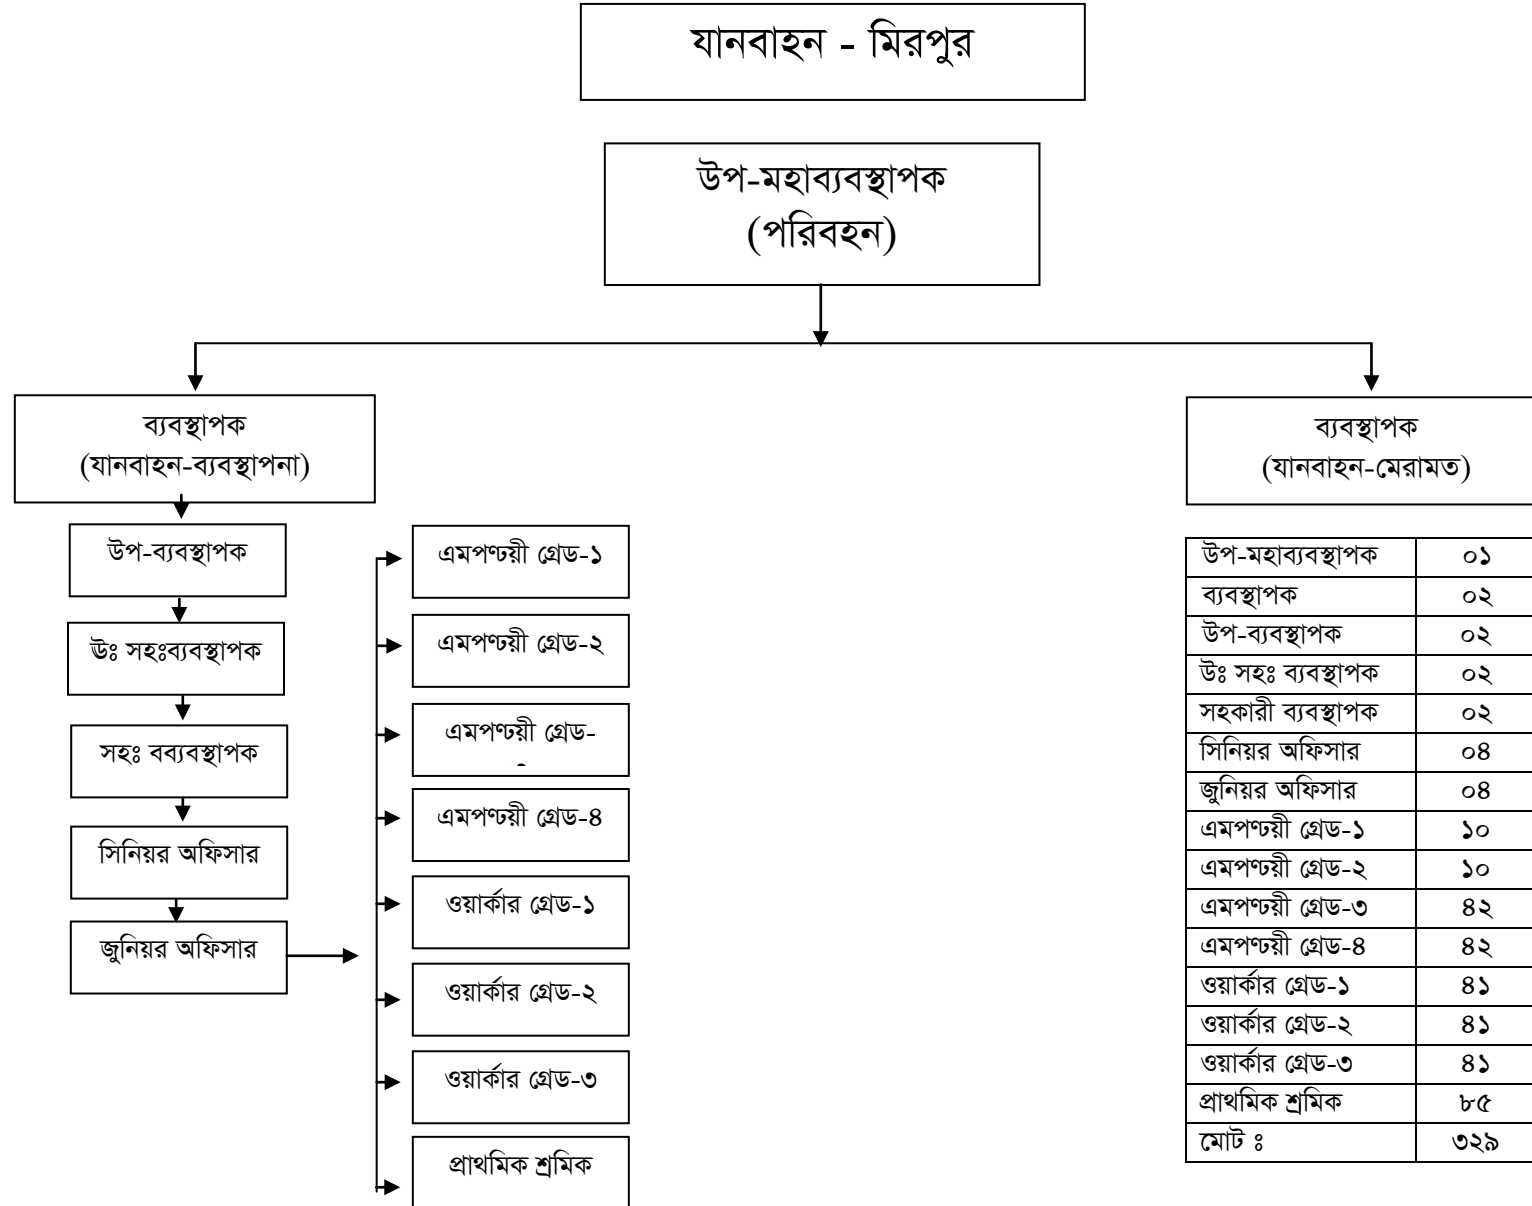 যানবাহন - মিরপুর
উপ-মহাব্যবস্থাপক
(পরিবহন)
ব্যবস্থাপক
(যানবাহন-ব্যবস্থাপনা)
উপ-ব্যবস্থাপক
ঊঃ সহঃব্যবস্থাপক
সহঃ বব্যবস্থাপক
সিনিয়র অফিসার
জুনিয়র অফিসার
এমপণ্ঢয়ী গ্রেড-১
এমপণ্ঢয়ী গ্রেড-২
এমপণ্ঢয়ী গ্রেড-
এমপণ্ঢয়ী গ্রেড-৪
ওয়ার্কার গ্রেড-১
ওয়ার্কার গ্রেড-২
ওয়ার্কার গ্রেড-৩
প্রাথমিক শ্রমিক
ব্যবস্থাপক
(যানবাহন-মেরামত)
উপ-মহাব্যবস্থাপক ০১
ব্যবস্থাপক ০২
উপ-ব্যবস্থাপক ০২
উঃ সহঃ ব্যবস্থাপক ০২
সহকারী ব্যবস্থাপক ০২
সিনিয়র অফিসার ০৪
জুনিয়র অফিসার ০৪
এমপণ্ঢয়ী গ্রেড-১ ১০
এমপণ্ঢয়ী গ্রেড-২ ১০
এমপণ্ঢয়ী গ্রেড-৩ ৪২
এমপণ্ঢয়ী গ্রেড-৪ ৪২
ওয়ার্কার গ্রেড-১ ৪১
ওয়ার্কার গ্রেড-২ ৪১
ওয়ার্কার গ্রেড-৩ ৪১
প্রাথমিক শ্রমিক ৮৫
মোট ঃ ৩২৯